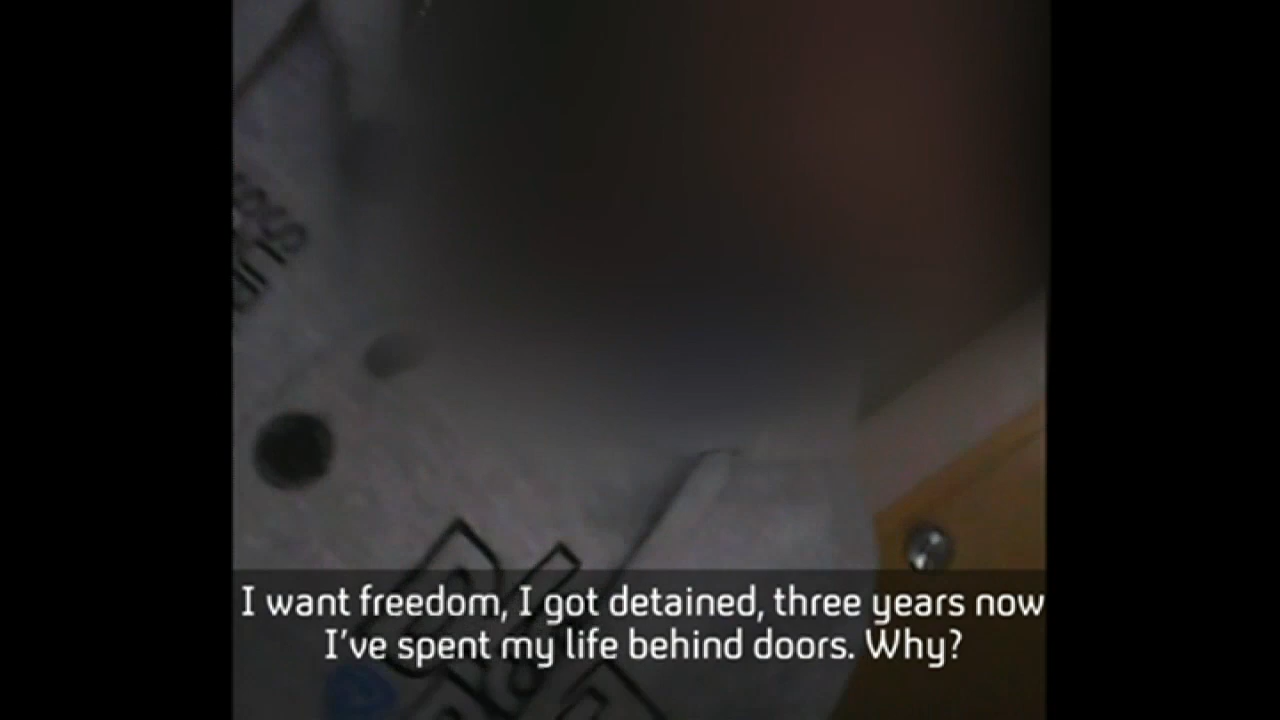 I want freedom, I got detained, three years now
I've spent my life behind doors. Why?